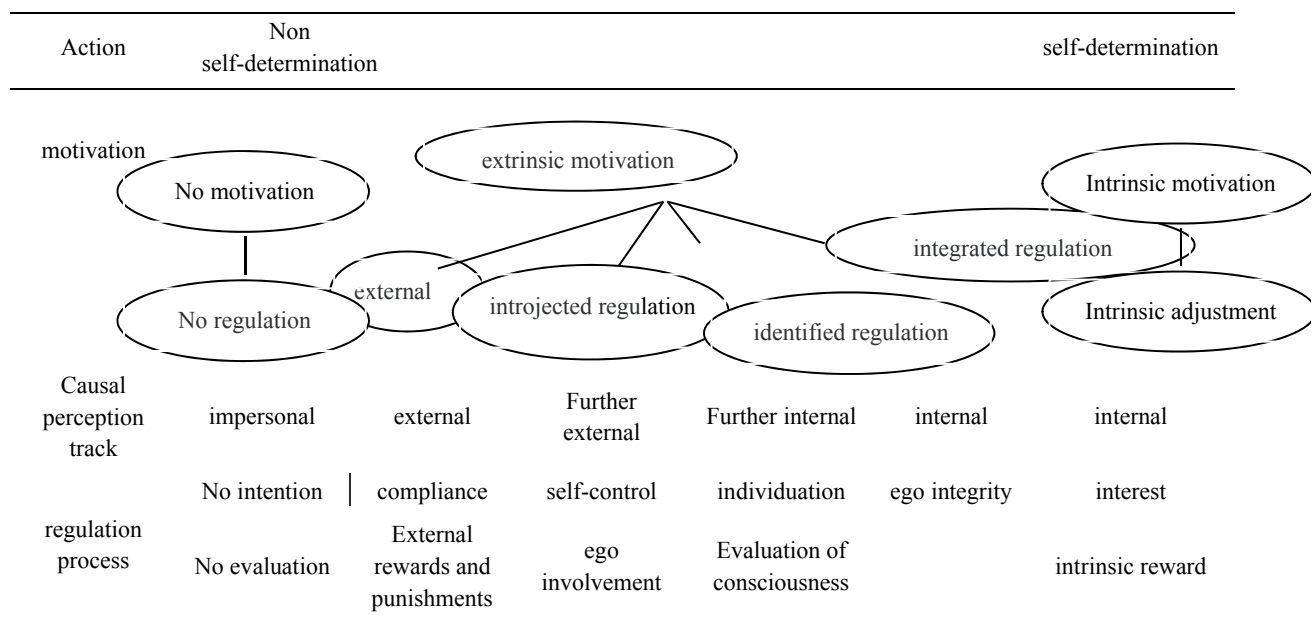 Action
Non
self-determination
self-determination
motivation
No motivation
extrinsic motivation
Intrinsic motivation
integrated regulation
external
introjected regulation
No regulation
identified regulation
Intrinsic adjustment
Causal
perception
track
impersonal
external
Further
external
Further internal
internal
internal
regulation
process
No intention
compliance
self-control
individuation
ego integrity
interest
No evaluation
External
rewards and
punishments
ego
involvement
Evaluation of
consciousness
intrinsic reward